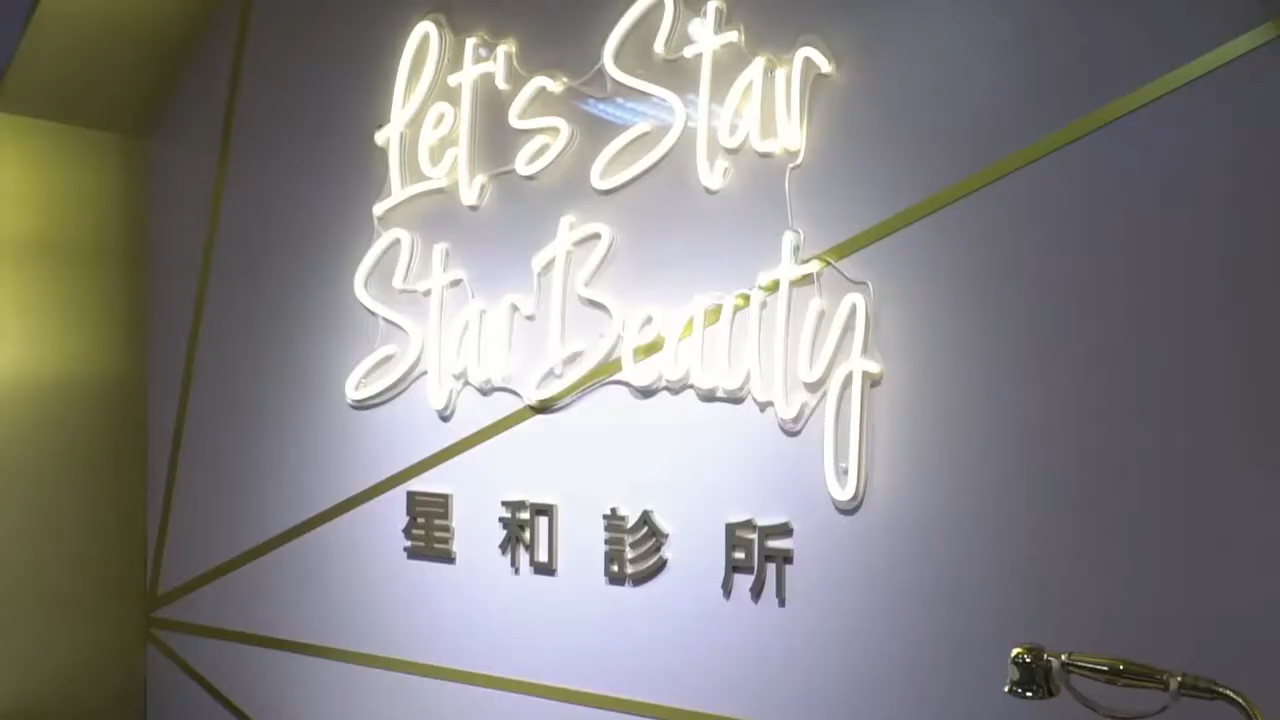 Let's Star
Star Beauty
星和診所